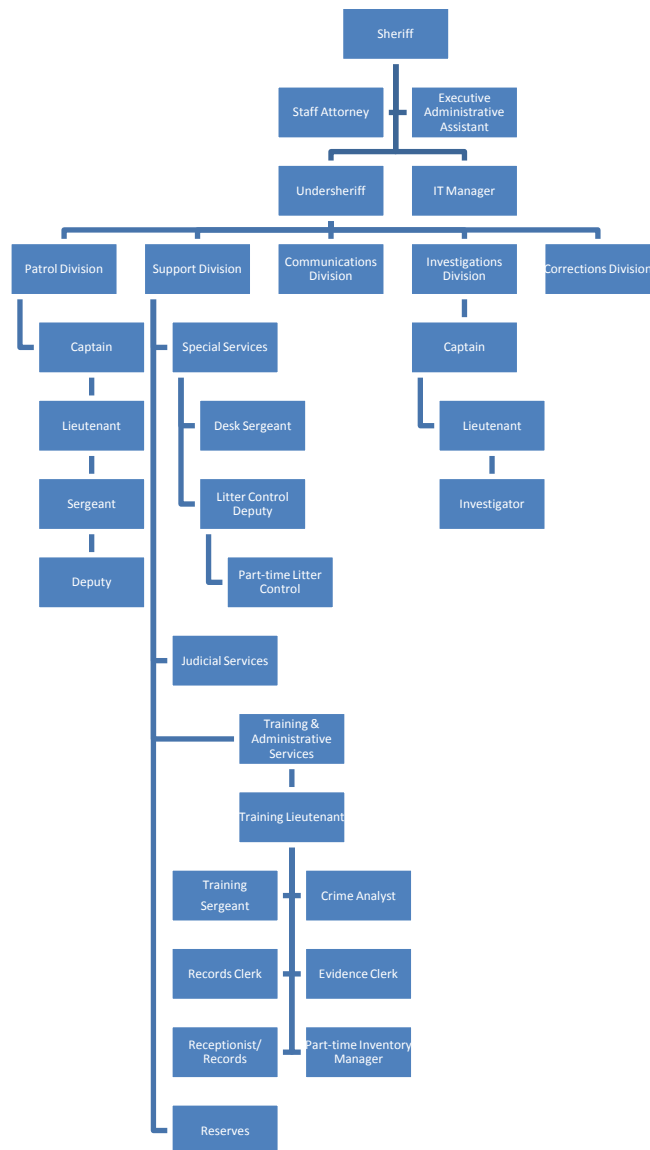 Sheriff
Staff Attorney
Executive
Administrative
Assistant
Undersheriff
IT Manager
Patrol Division
Support Division
Communications
Division
Investigations
Division
Corrections Division
Captain
Special Services
Captain
Lieutenant
Desk Sergeant
Lieutenant
Sergeant
Litter Control
Deputy
Investigator
Deputy
Part-time Litter
Control
Judicial Services
Training &
Administrative
Services
Training Lieutenant
Training
Sergeant
Crime Analyst
Records Clerk
Evidence Clerk
Receptionist/
Records
Part-time Inventory
Manager
Reserves